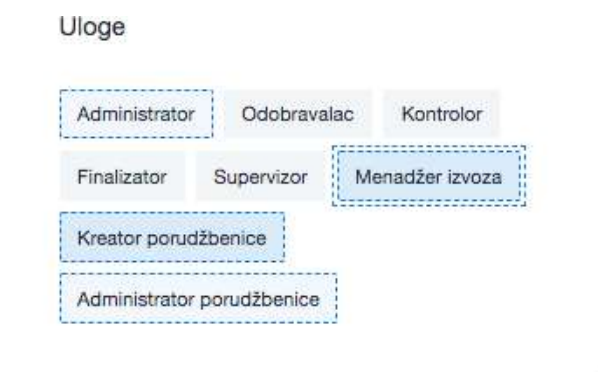 Uloge
Administrator Odobravalac Kontrolor
Finalizator Supervizor Menadžer izvoza
Kreator porudžbenice
Administrator porudžbenice